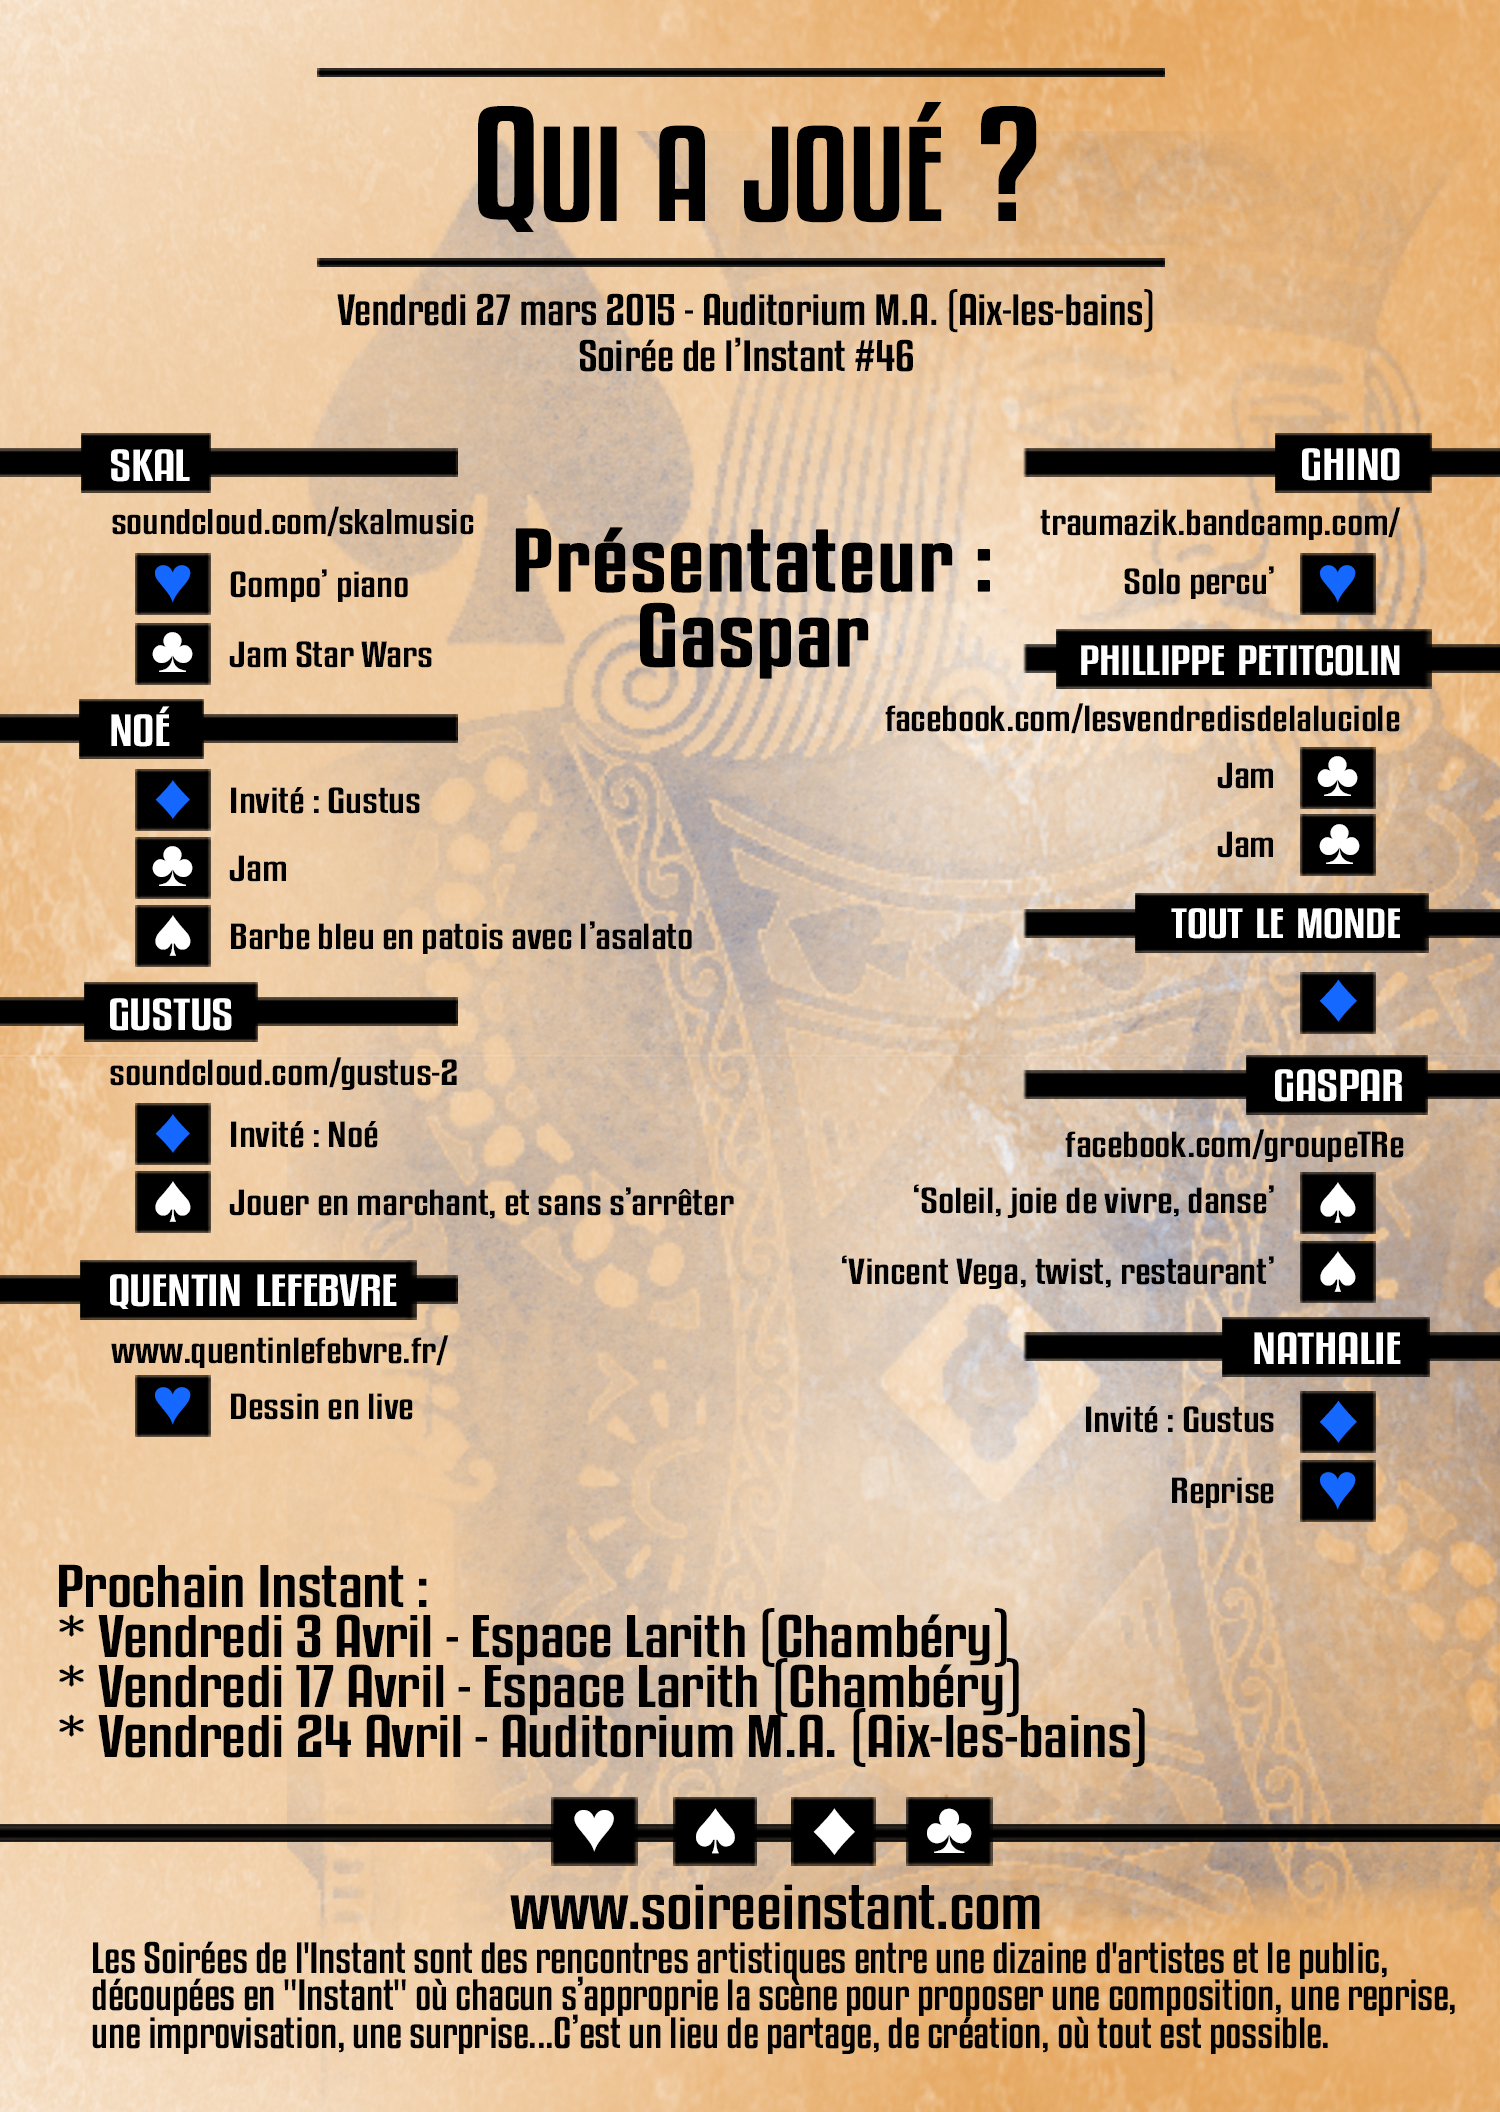 Qui a joué ?
Vendredi 27 mars 2015 - Auditorium M.A. (Aix-les-bains)
Soirée de l’Instant #46
Présentateur :
Gaspar
SKAL
soundcloud.com/skalmusic
♥ Compo’ piano
♣ Jam Star Wars
NOÉ
♦ Invité : Gustus
♣ Jam
♠ Barbe bleu en patois avec l’asalato
GUSTUS
soundcloud.com/gustus-2
♦ Invité : Noé
♠ Jouer en marchant, et sans s’arrêter
QUENTIN LEFEBVRE
www.quentinlefebvre.fr/
♥ Dessin en live
GHINO
traumazik.bandcamp.com/
Solo percu’ ♥
PHILLIPPE PETITCOLIN
facebook.com/lesvendredisdelaluciole
Jam ♣
Jam ♣
TOUT LE MONDE
♦
GASPAR
facebook.com/groupeTRe
‘Soleil, joie de vivre, danse’ ♠
‘Vincent Vega, twist, restaurant’ ♠
NATHALIE
Invité : Gustus ♦
Reprise ♥
Prochain Instant :
* Vendredi 3 Avril - Espace Larith (Chambéry)
* Vendredi 17 Avril - Espace Larith (Chambéry)
* Vendredi 24 Avril - Auditorium M.A. (Aix-les-bains)
♥ ♠ ♦ ♣
www.soireeinstant.com
Les Soirées de l'Instant sont des rencontres artistiques entre une dizaine d'artistes et le public,
découpées en "Instant" où chacun s’approprie la scène pour proposer une composition, une reprise,
une improvisation, une surprise...C’est un lieu de partage, de création, où tout est possible.